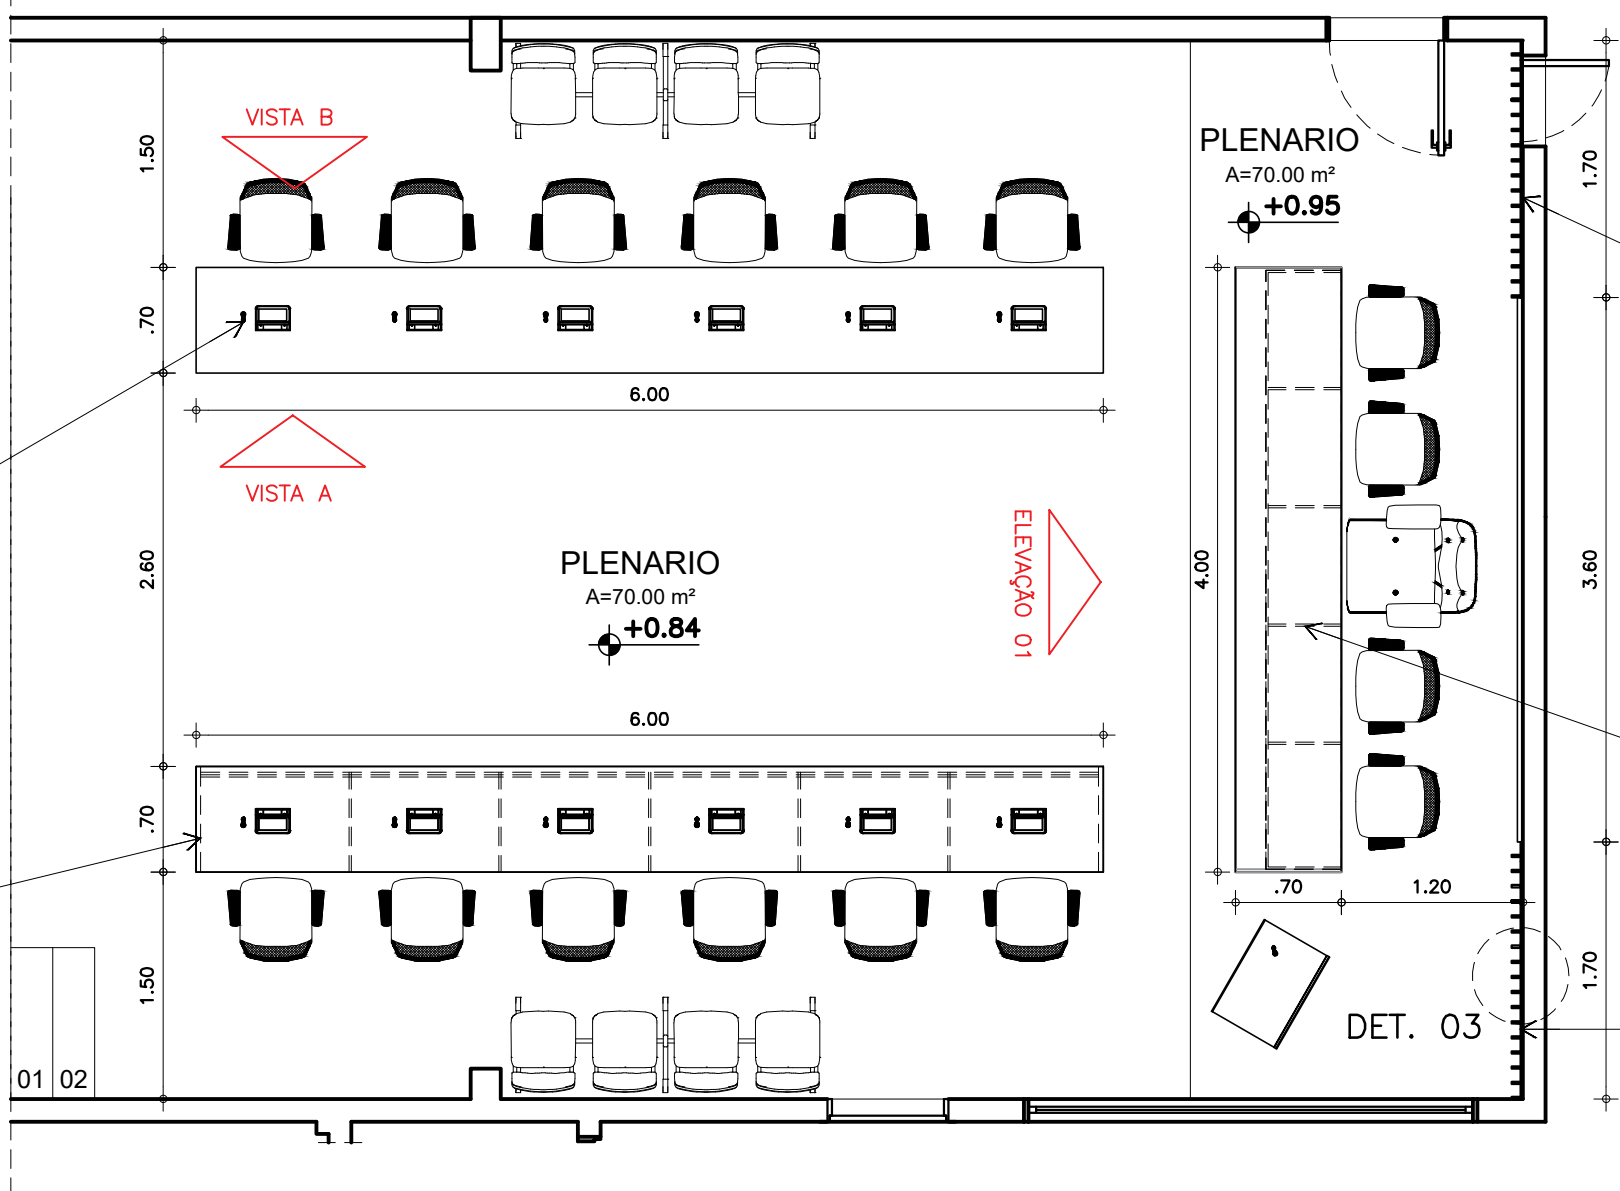 VISTA B
1.50
PLENARIO
A=70.00 m²
+0.95
1.70
.70
6.00
VISTA A
2.60
PLENARIO
A=70.00 m²
+0.84
ELEVAÇÃO 01
4.00
3.60
6.00
.70
.70
1.20
1.50
1.70
DET. 03
01
02